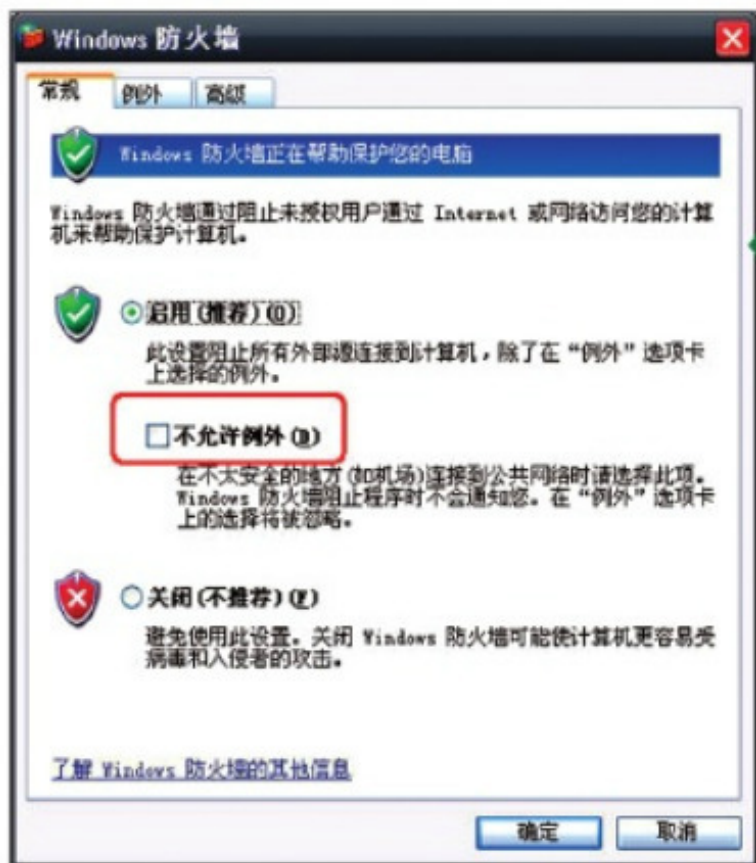 Windows 防火墙
常规 例外 高级
Windows 防火墙正在帮助保护您的电脑
Windows 防火墙通过阻止未授权用户通过 Internet 或网络访问您的计算
机来帮助保护计算机。
启用(推荐)(O)
此设置阻止所有外部源连接到计算机，除了在“例外”选项卡
上选择的例外。
不允许例外(D)
在不太安全的地方(如机场)连接到公共网络时请选择此项。
Windows 防火墙阻止程序时不会通知您。在“例外”选项卡
上的选择将被忽略。
关闭(不推荐)(F)
避免使用此设置。关闭 Windows 防火墙可能使计算机更容易受
病毒和入侵者的攻击。
了解 Windows 防火墙的其他信息
确定 取消